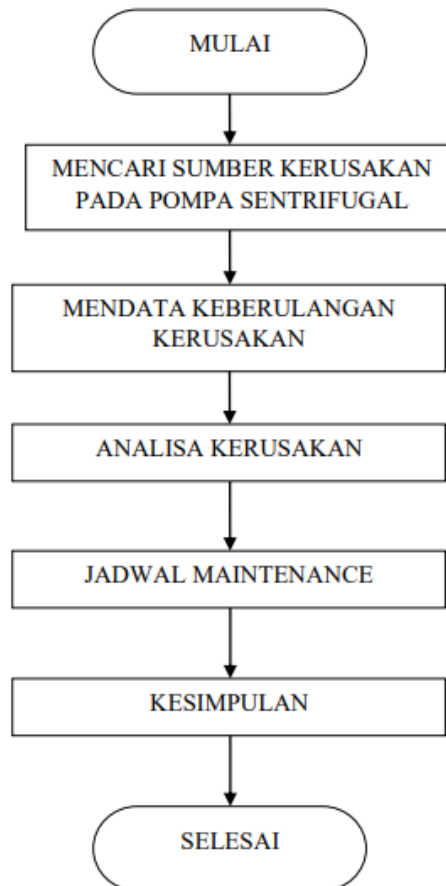 MULAI
MENCARI SUMBER KERUSAKAN
PADA POMPA SENTRIFUGAL
MENDATA KEBERULANGAN
KERUSAKAN
ANALISA KERUSAKAN
JADWAL MAINTENANCE
KESIMPULAN
SELESAI